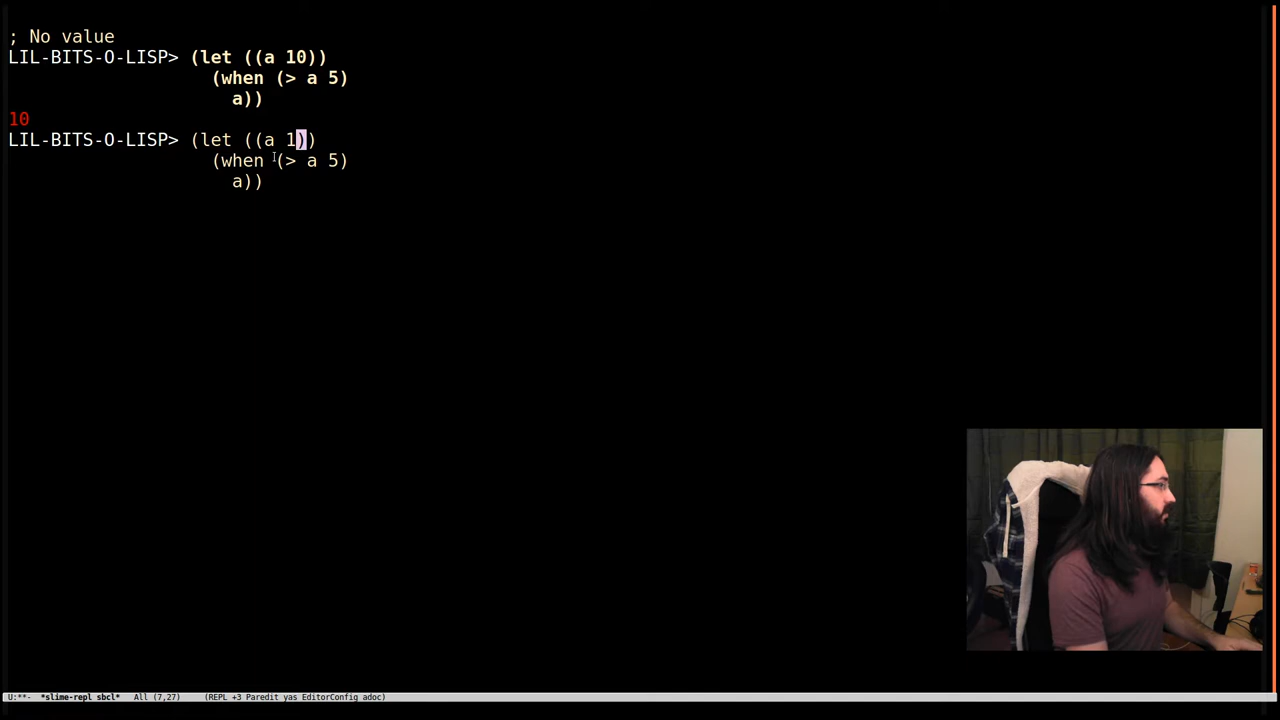 ; No value
LIL-BITS-O-LISP> (let ((a 10))
(when (> a 5)
a))
10
LIL-BITS-O-LISP> (let ((a 1))
(when (> a 5)
a))
U:**- *slime-repl sbcl* All (7,27) (REPL +3 Paredit yas EditorConfig adoc)